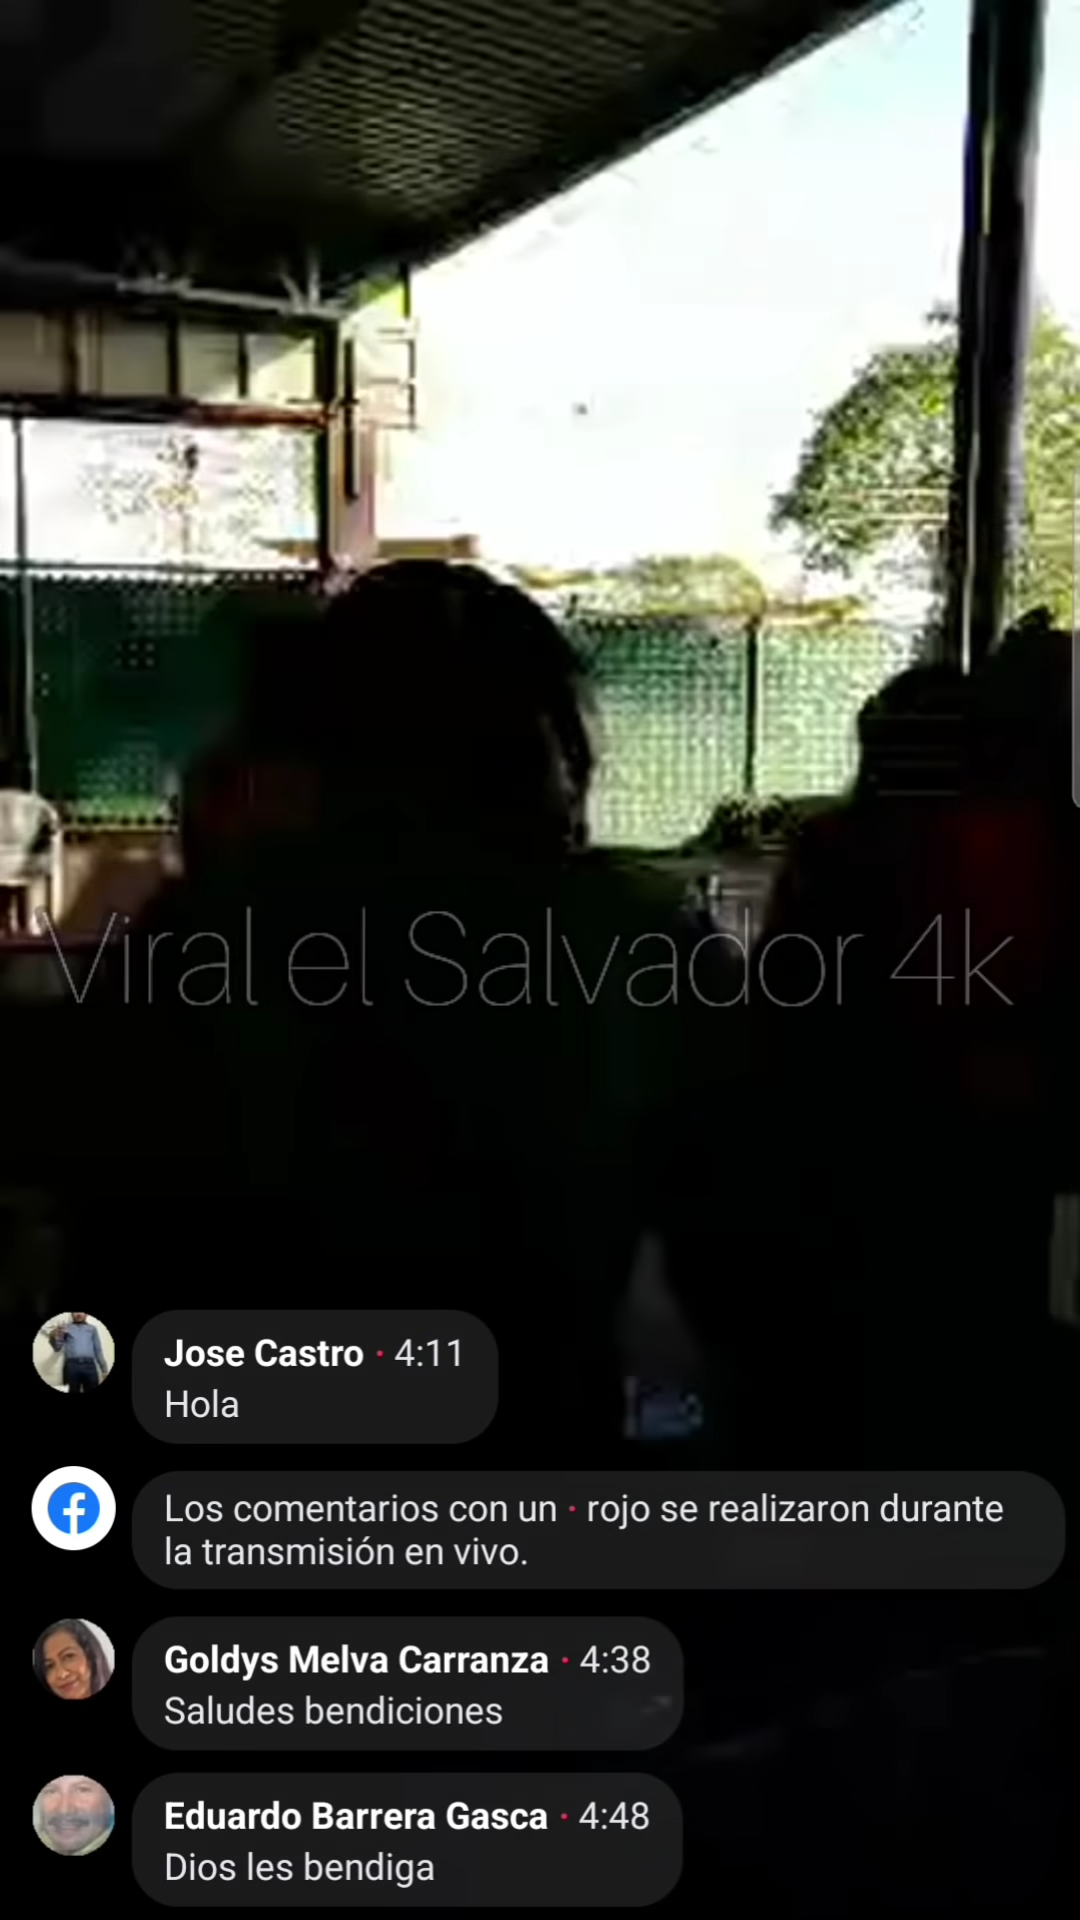 Viral el Salvador 4k
Jose Castro · 4:11
Hola
Los comentarios con un · rojo se realizaron durante
la transmisión en vivo.
Goldys Melva Carranza · 4:38
Saludes bendiciones
Eduardo Barrera Gasca · 4:48
Dios les bendiga